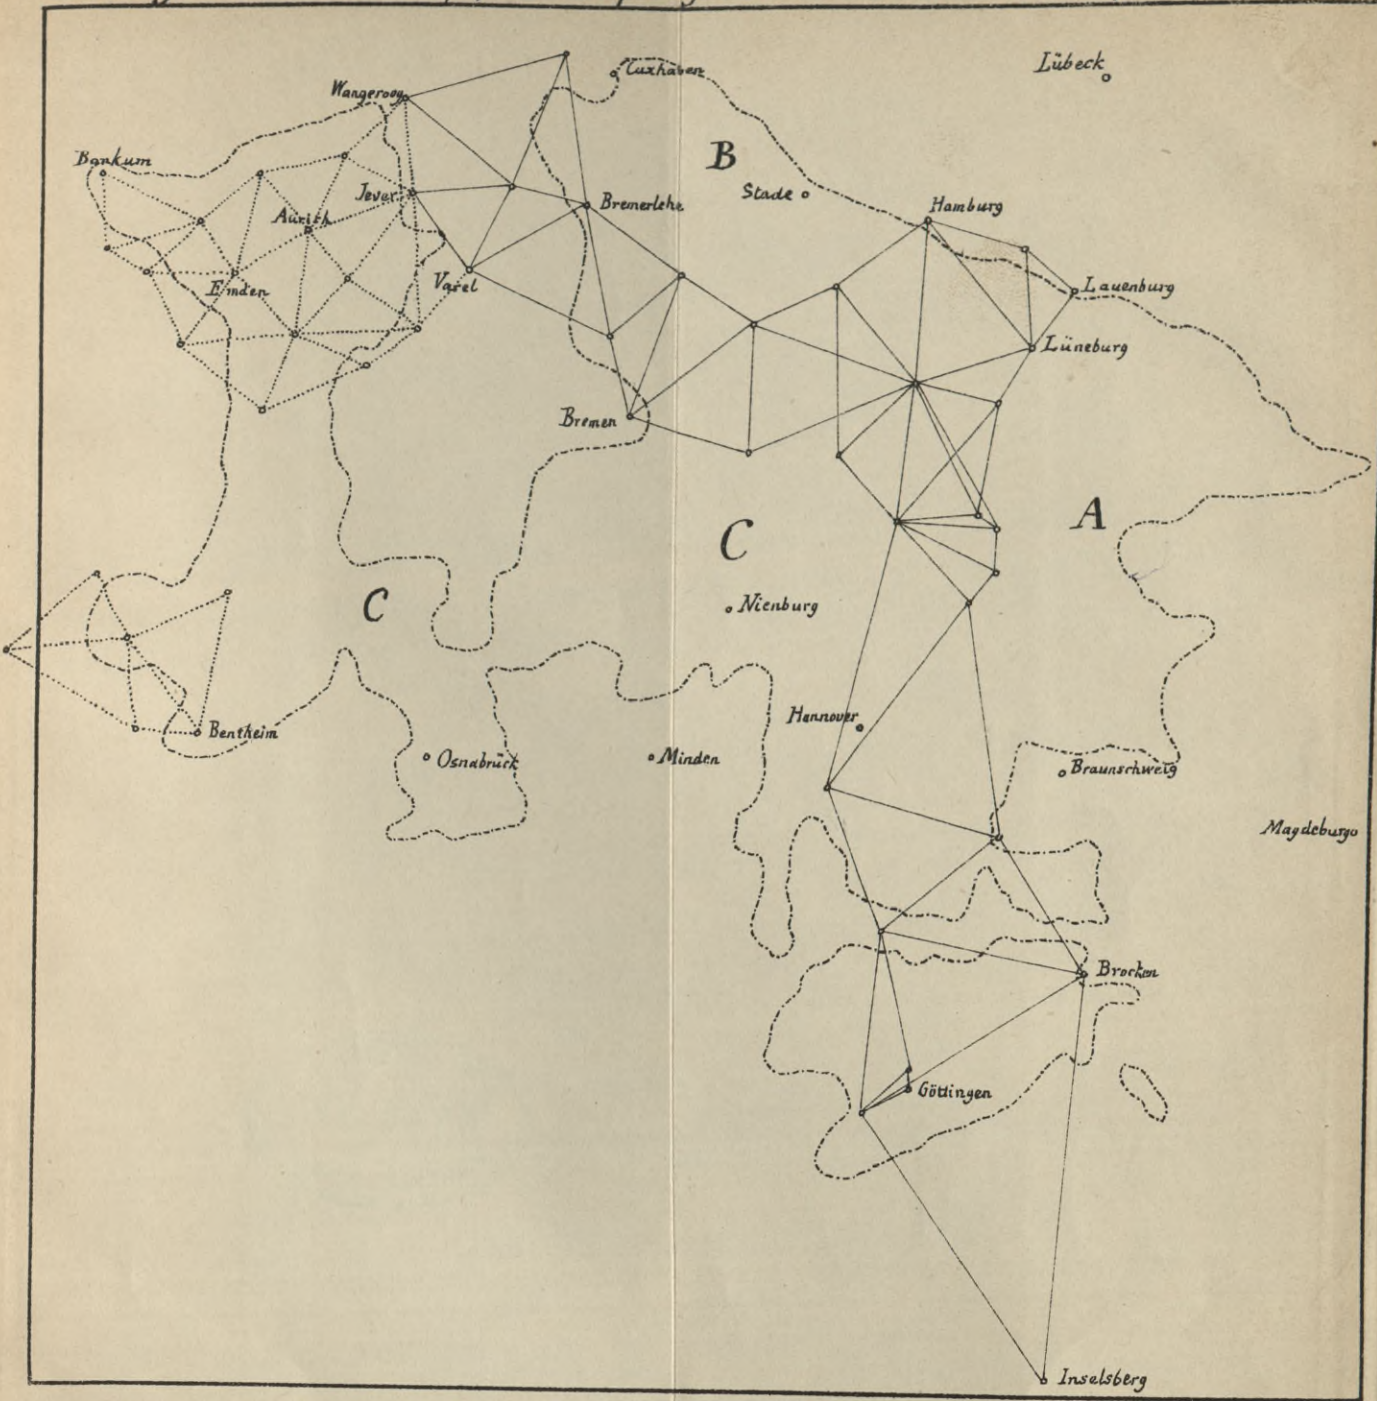 Cuxhaven
Lübeck
Wangeroog
B
Borkum
Stade
Jever
Bremerlehe
Hamburg
Aürich
Emden
Varel
Lauenburg
Lüneburg
Bremen
A
C
C
Nienburg
Hannover
Bentheim
Osnabrück
Minden
Braunschweig
Magdeburg
Brocken
Göttingen
Inselsberg